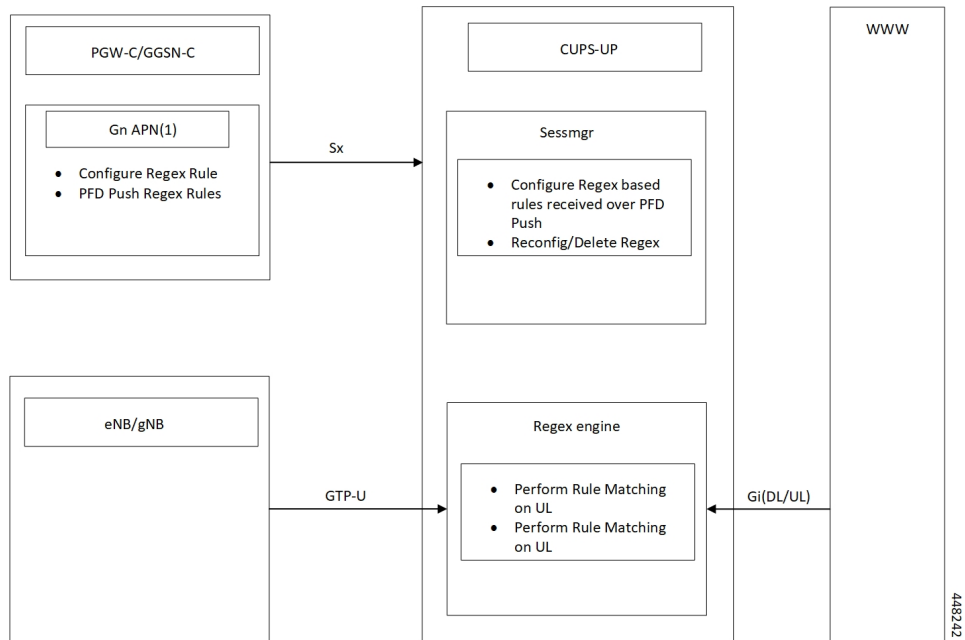 PGW-C/GGSN-C
Gn APN(1)
● Configure Regex Rule
● PFD Push Regex Rules
Sx
CUPS-UP
Sessmgr
● Configure Regex based
rules received over PFD
Push
● Reconfig/Delete Regex
WWW
eNB/gNB
GTP-U
Regex engine
● Perform Rule Matching
on UL
● Perform Rule Matching
on UL
Gi(DL/UL)
448242